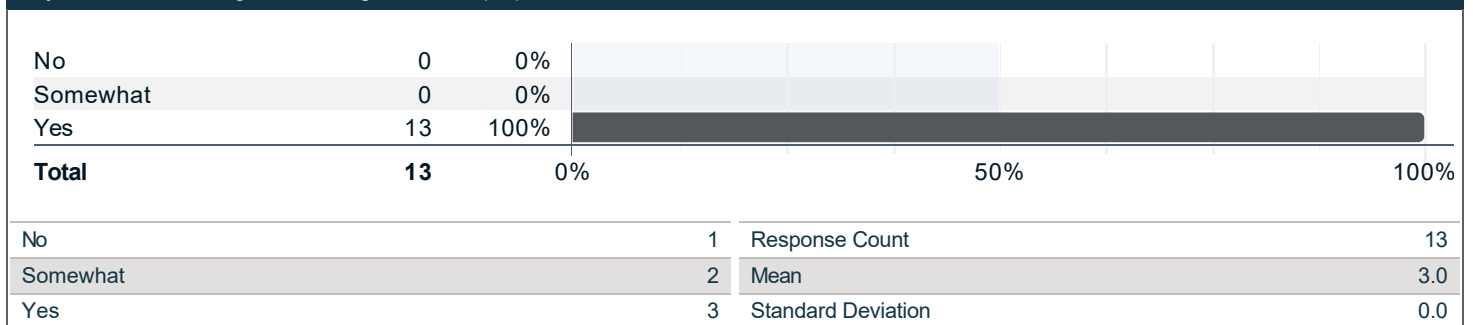 No 0 0%
Somewhat 0 0%
Yes 13 100%
Total 13 0% 50% 100%
No 1 Response Count 13
Somewhat 2 Mean 3.0
Yes 3 Standard Deviation 0.0